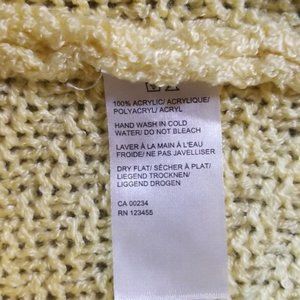 100% ACRYLIC/ ACRYLIQUE/
POLYACRYL/ ACRYL
HAND WASH IN COLD
WATER/ DO NOT BLEACH
LAVER À LA MAIN À L'EAU
FROIDE/ NE PAS JAVELLISER
DRY FLAT/ SÉCHER À PLAT/
LIEGEND TROCKNEN/
LIGGEND DROGEN
CA 00234
RN 123455